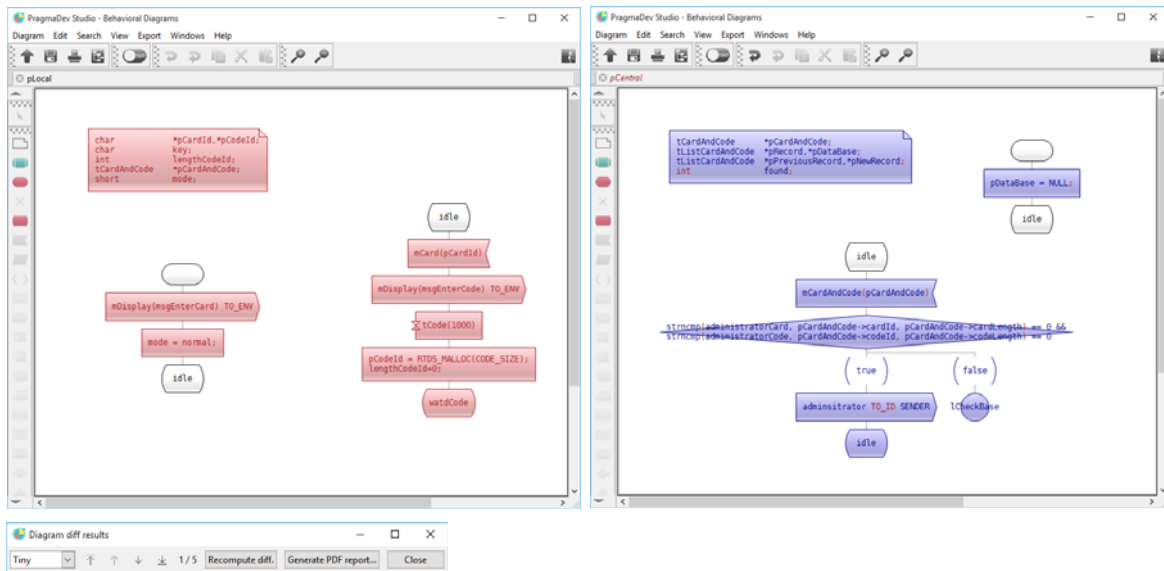 PragmaDev Studio - Behavioral Diagrams
Diagram Edit Search View Export Windows Help
pLocal
char *pCardId,*pCodeId;
char key;
int lengthCodeId;
tCardAndCode *pCardAndCode;
short mode;
mDisplay(msgEnterCard) TO_ENV
mode = normal;
idle
idle
mCard(pCardId)
mDisplay(msgEnterCode) TO_ENV
tCode(1000)
pCodeId = RTDS_MALLOC(CODE_SIZE);
lengthCodeId=0;
watdCode
PragmaDev Studio - Behavioral Diagrams
Diagram Edit Search View Export Windows Help
pCentral
tCardAndCode *pCardAndCode;
tListCardAndCode *pRecord,*pDataBase;
tListCardAndCode *pPreviousRecord,*pNewRecord;
int found;
pDataBase = NULL;
idle
idle
mCardAndCode(pCardAndCode)
strncmp(administratorCard, pCardAndCode->cardId, pCardAndCode->cardLength) == 0 &&
strncmp(administratorCode, pCardAndCode->codeId, pCardAndCode->codeLength) == 0
true
false
adminsitrator TO_ID SENDER
lCheckBase
idle
Diagram diff results
Tiny 1/5 Recompute diff. Generate PDF report... Close